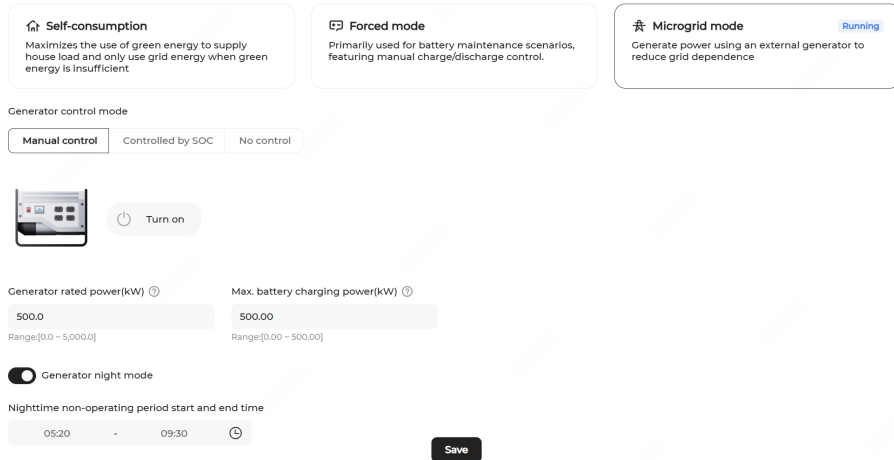 Self-consumption
Maximizes the use of green energy to supply
house load and only use grid energy when green
energy is insufficient
Forced mode
Primarily used for battery maintenance scenarios,
featuring manual charge/discharge control.
Microgrid mode
Running
Generate power using an external generator to
reduce grid dependence
Generator control mode
Manual control Controlled by SOC No control
Turn on
Generator rated power(kW)
500.0
Range:[0.0 ~ 5,000.0]
Max. battery charging power(kW)
500.00
Range:[0.00 ~ 500.00]
Generator night mode
Nighttime non-operating period start and end time
05:20 - 09:30
Save